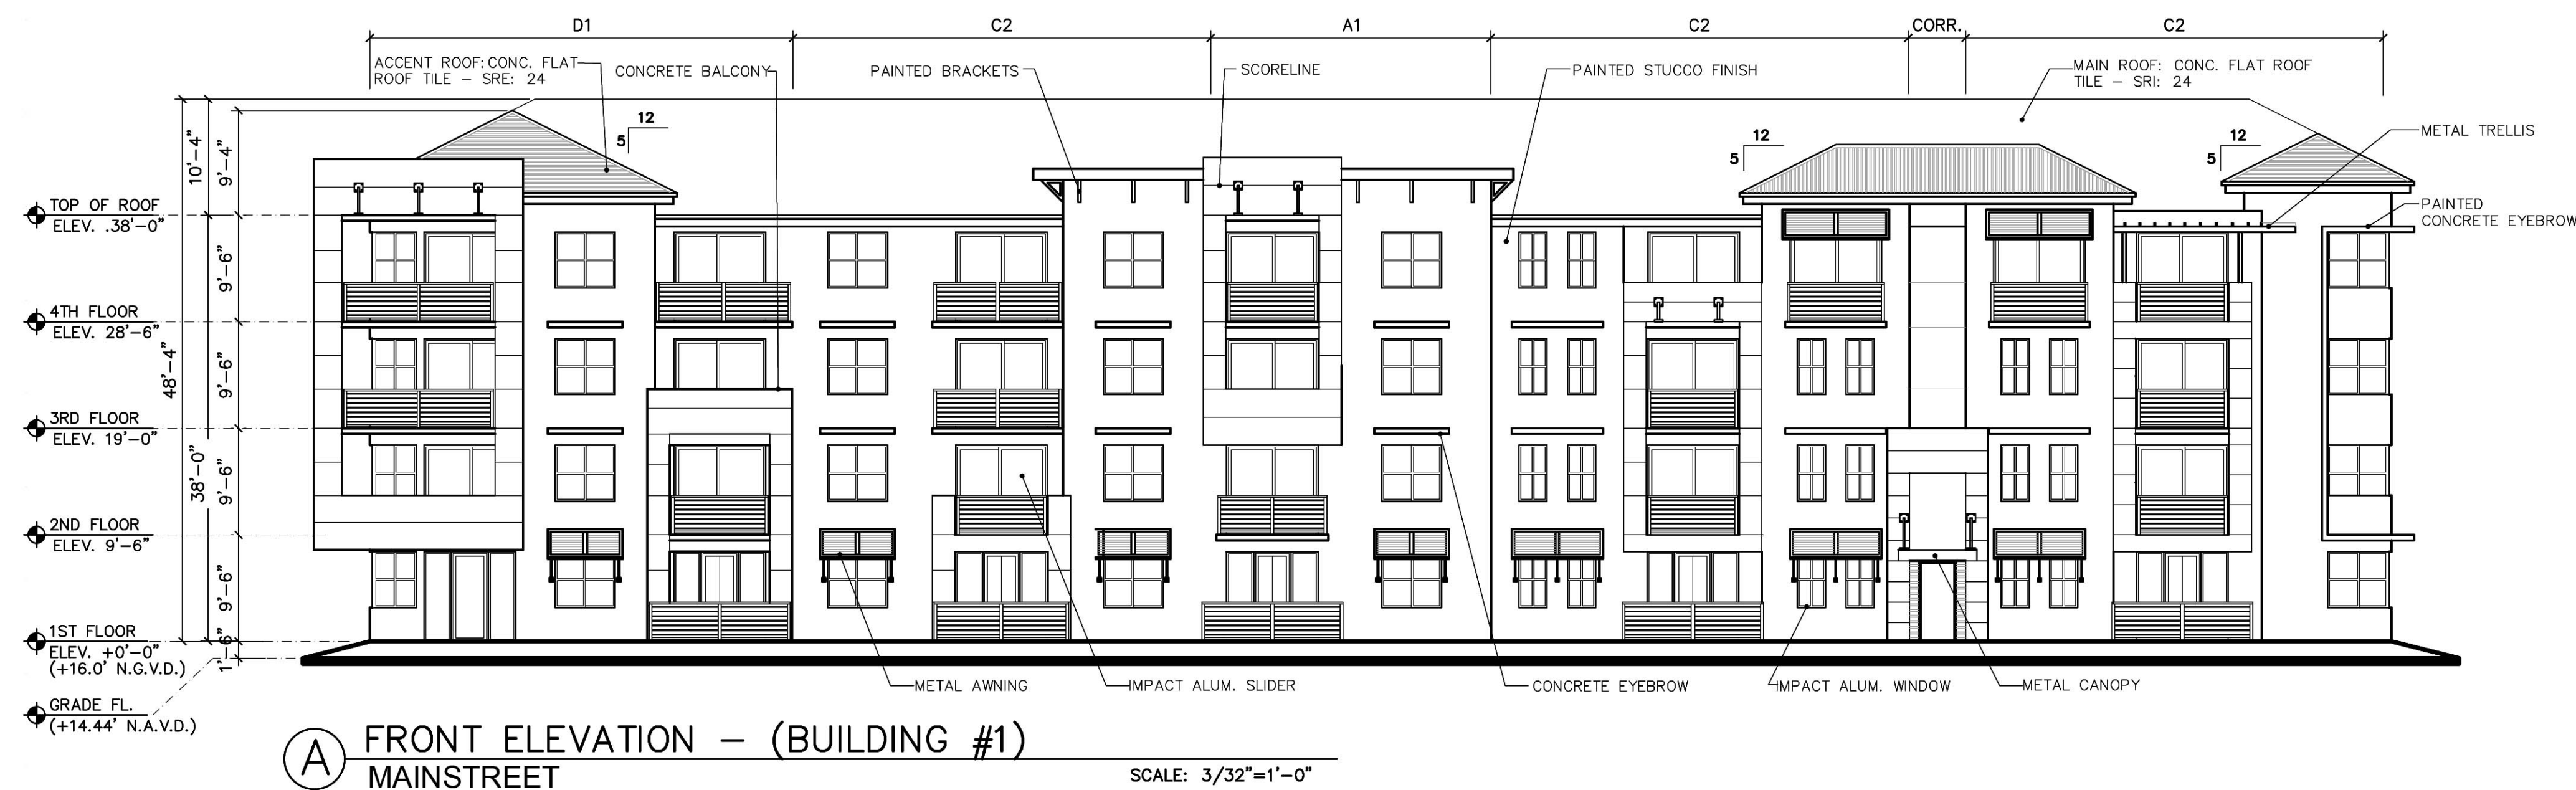 D1
C2
A1
C2
CORR.
C2
ACCENT ROOF: CONC. FLAT
ROOF TILE – SRE: 24
CONCRETE BALCONY
PAINTED BRACKETS
SCORELINE
PAINTED STUCCO FINISH
MAIN ROOF: CONC. FLAT ROOF
TILE – SRI: 24
METAL TRELLIS
PAINTED
CONCRETE EYEBROW
12
5
12
5
12
5
10'–4"
9'–4"
48'–4"
38'–0"
9'–6"
9'–6"
9'–6"
9'–6"
1'–6"
TOP OF ROOF
ELEV. .38'–0"
4TH FLOOR
ELEV. 28'–6"
3RD FLOOR
ELEV. 19'–0"
2ND FLOOR
ELEV. 9'–6"
1ST FLOOR
ELEV. +0'–0"
(+16.0' N.G.V.D.)
GRADE FL.
(+14.44' N.A.V.D.)
METAL AWNING
IMPACT ALUM. SLIDER
CONCRETE EYEBROW
IMPACT ALUM. WINDOW
METAL CANOPY
A
FRONT ELEVATION – (BUILDING #1)
MAINSTREET
SCALE: 3/32"=1'–0"